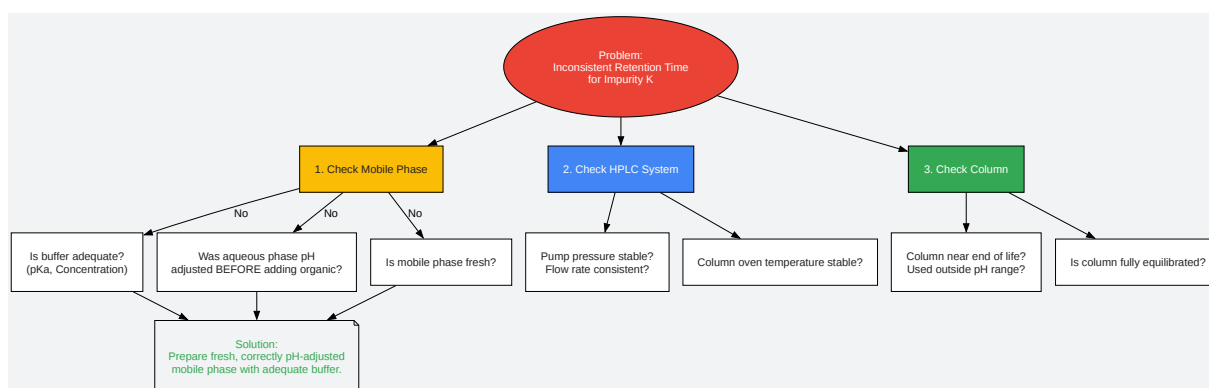 Problem:
Inconsistent Retention Time
for Impurity K
1. Check Mobile Phase
2. Check HPLC System
3. Check Column
No
No
No
Is buffer adequate?
(pKa, Concentration)
Was aqueous phase pH
adjusted BEFORE adding organic?
Is mobile phase fresh?
Pump pressure stable?
Flow rate consistent?
Column oven temperature stable?
Column near end of life?
Used outside pH range?
Is column fully equilibrated?
Solution:
Prepare fresh, correctly pH-adjusted
mobile phase with adequate buffer.